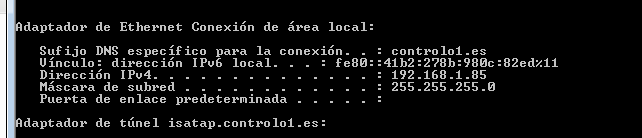 Adaptador de Ethernet Conexión de área local:
Sufijo DNS específico para la conexión. . : controlo1.es
Vínculo: dirección IPv6 local. . . : fe80::41b2:278b:980c:82ed%11
Dirección IPv4. . . . . . . . . . . . . . : 192.168.1.85
Máscara de subred . . . . . . . . . . . . : 255.255.255.0
Puerta de enlace predeterminada . . . . . :
Adaptador de túnel isatap.controlo1.es: